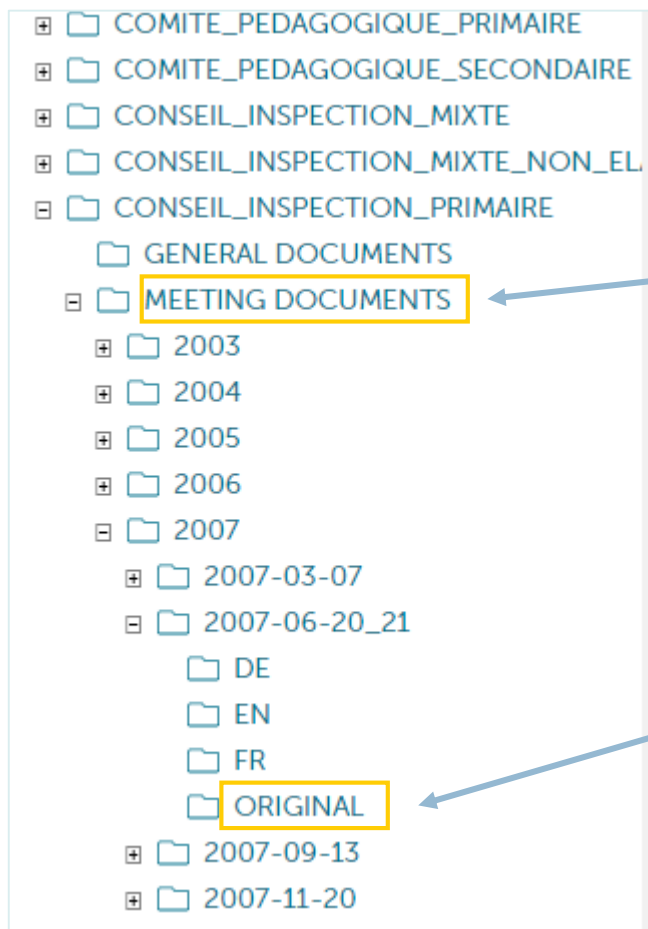 COMITE_PEDAGOGIQUE_PRIMAIRE
COMITE_PEDAGOGIQUE_SECONDAIRE
CONSEIL_INSPECTION_MIXTE
CONSEIL_INSPECTION_MIXTE_NON_EL
CONSEIL_INSPECTION_PRIMAIRE
GENERAL DOCUMENTS
MEETING DOCUMENTS
2003
2004
2005
2006
2007
2007-03-07
2007-06-20_21
DE
EN
FR
ORIGINAL
2007-09-13
2007-11-20